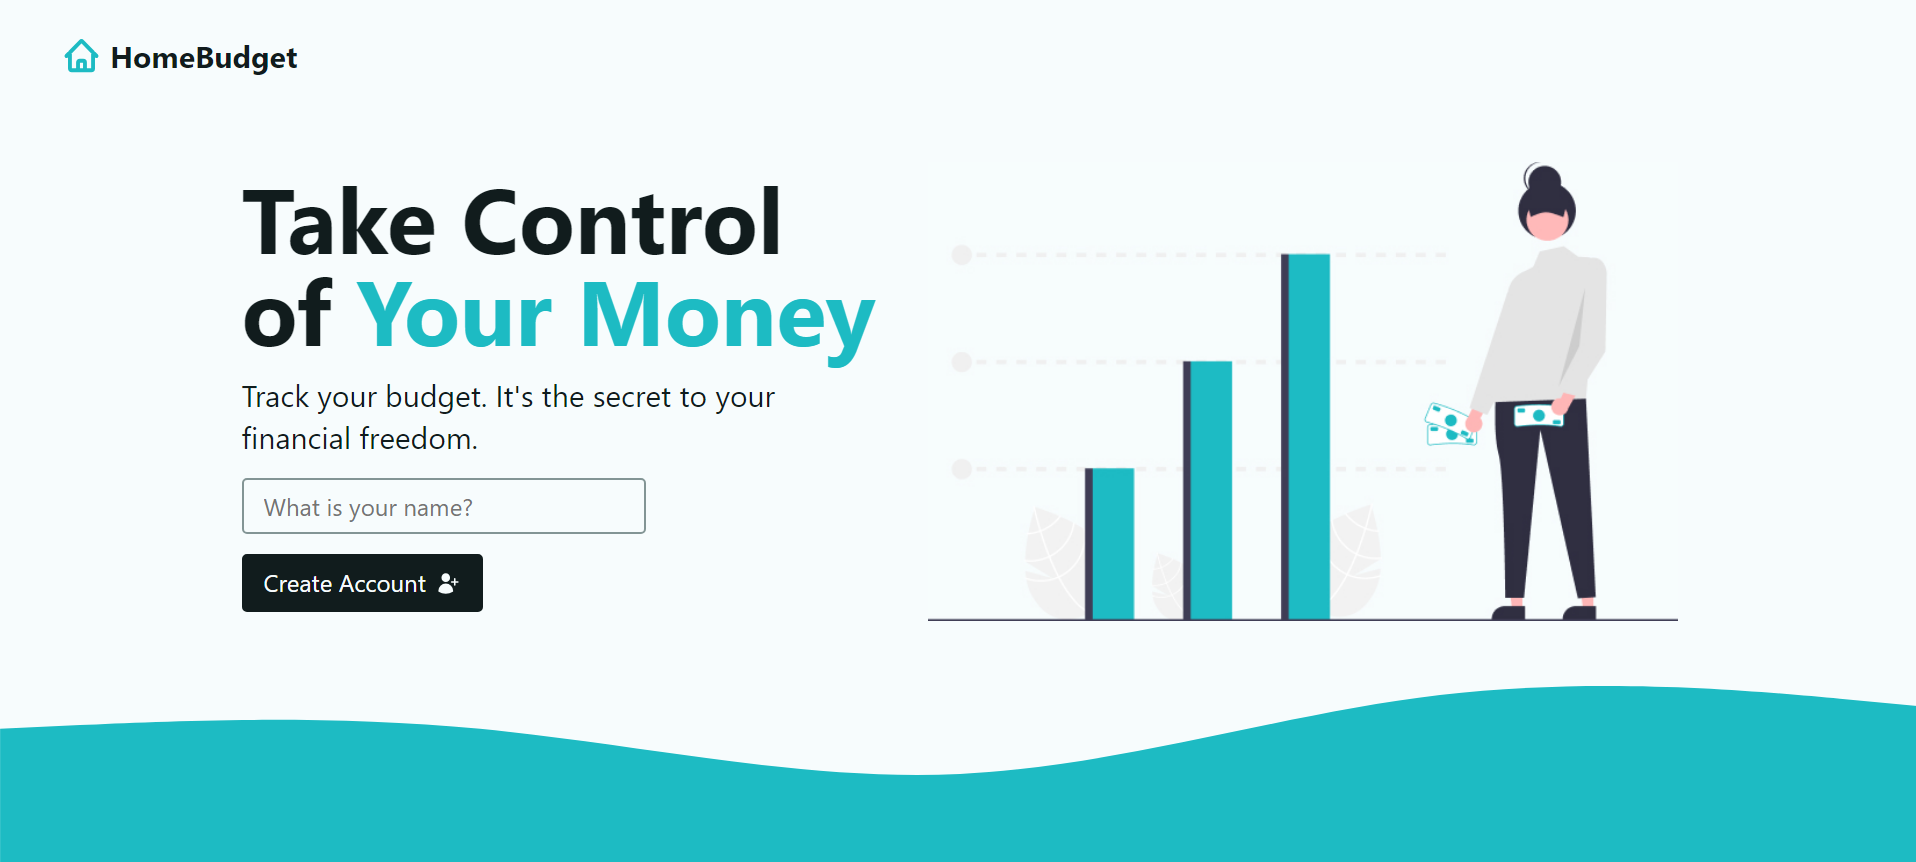 HomeBudget
Take Control
of Your Money
Track your budget. It's the secret to your
financial freedom.
What is your name?
Create Account